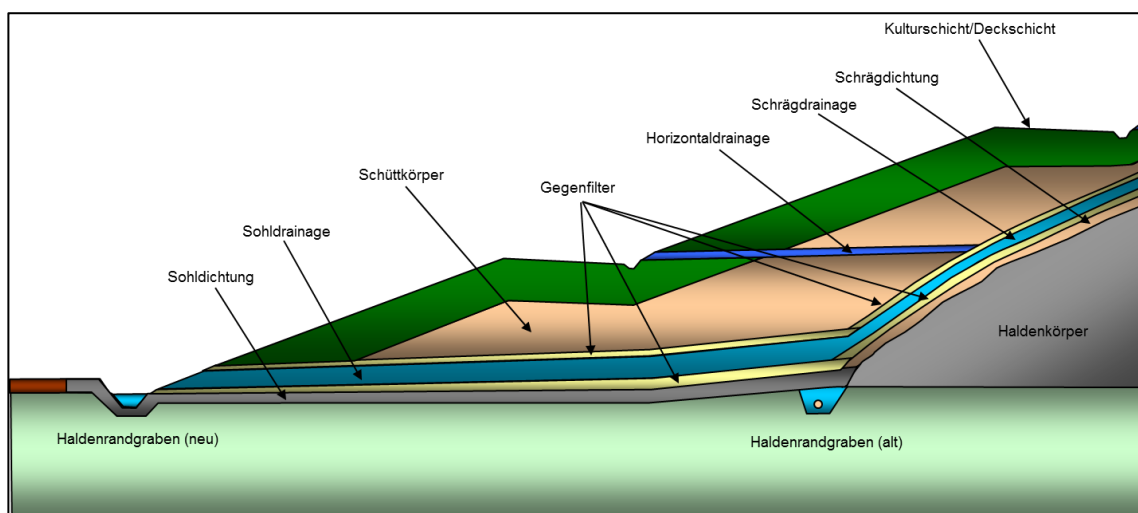 Kulturschicht/Deckschicht
Schrägdichtung
Schrägdrainage
Horizontaldrainage
Schüttkörper
Gegenfilter
Sohldrainage
Sohldichtung
Haldenkörper
Haldenrandgraben (neu)
Haldenrandgraben (alt)